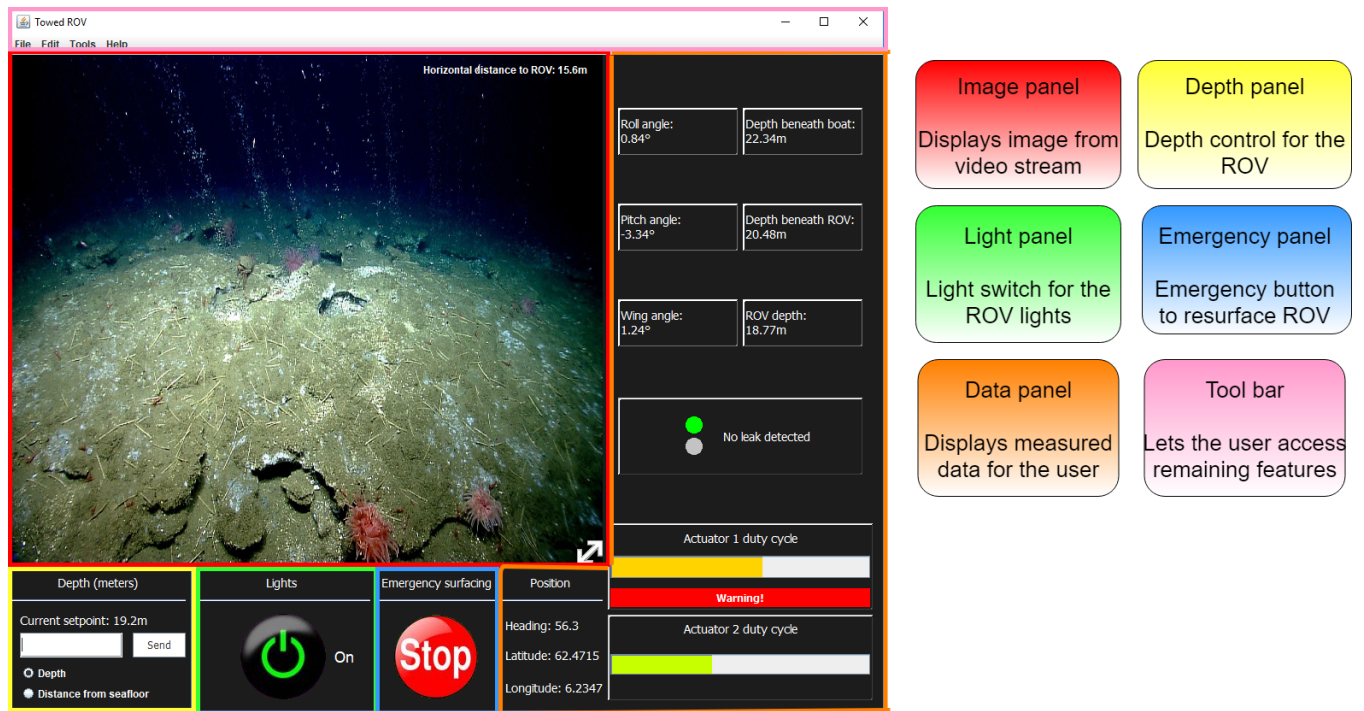 Towed ROV
File Edit Tools Help
Horizontal distance to ROV: 15.6m
Roll angle:
0.84°
Depth beneath boat:
22.34m
Pitch angle:
-3.34°
Depth beneath ROV:
20.48m
Wing angle:
1.24°
ROV depth:
18.77m
No leak detected
Actuator 1 duty cycle
Warning!
Actuator 2 duty cycle
Depth (meters)
Current setpoint: 19.2m
Send
Depth
Distance from seafloor
Lights
On
Emergency surfacing
Stop
Position
Heading: 56.3
Latitude: 62.4715
Longitude: 6.2347
Image panel
Displays image from
video stream
Depth panel
Depth control for the
ROV
Light panel
Light switch for the
ROV lights
Emergency panel
Emergency button
to resurface ROV
Data panel
Displays measured
data for the user
Tool bar
Lets the user access
remaining features